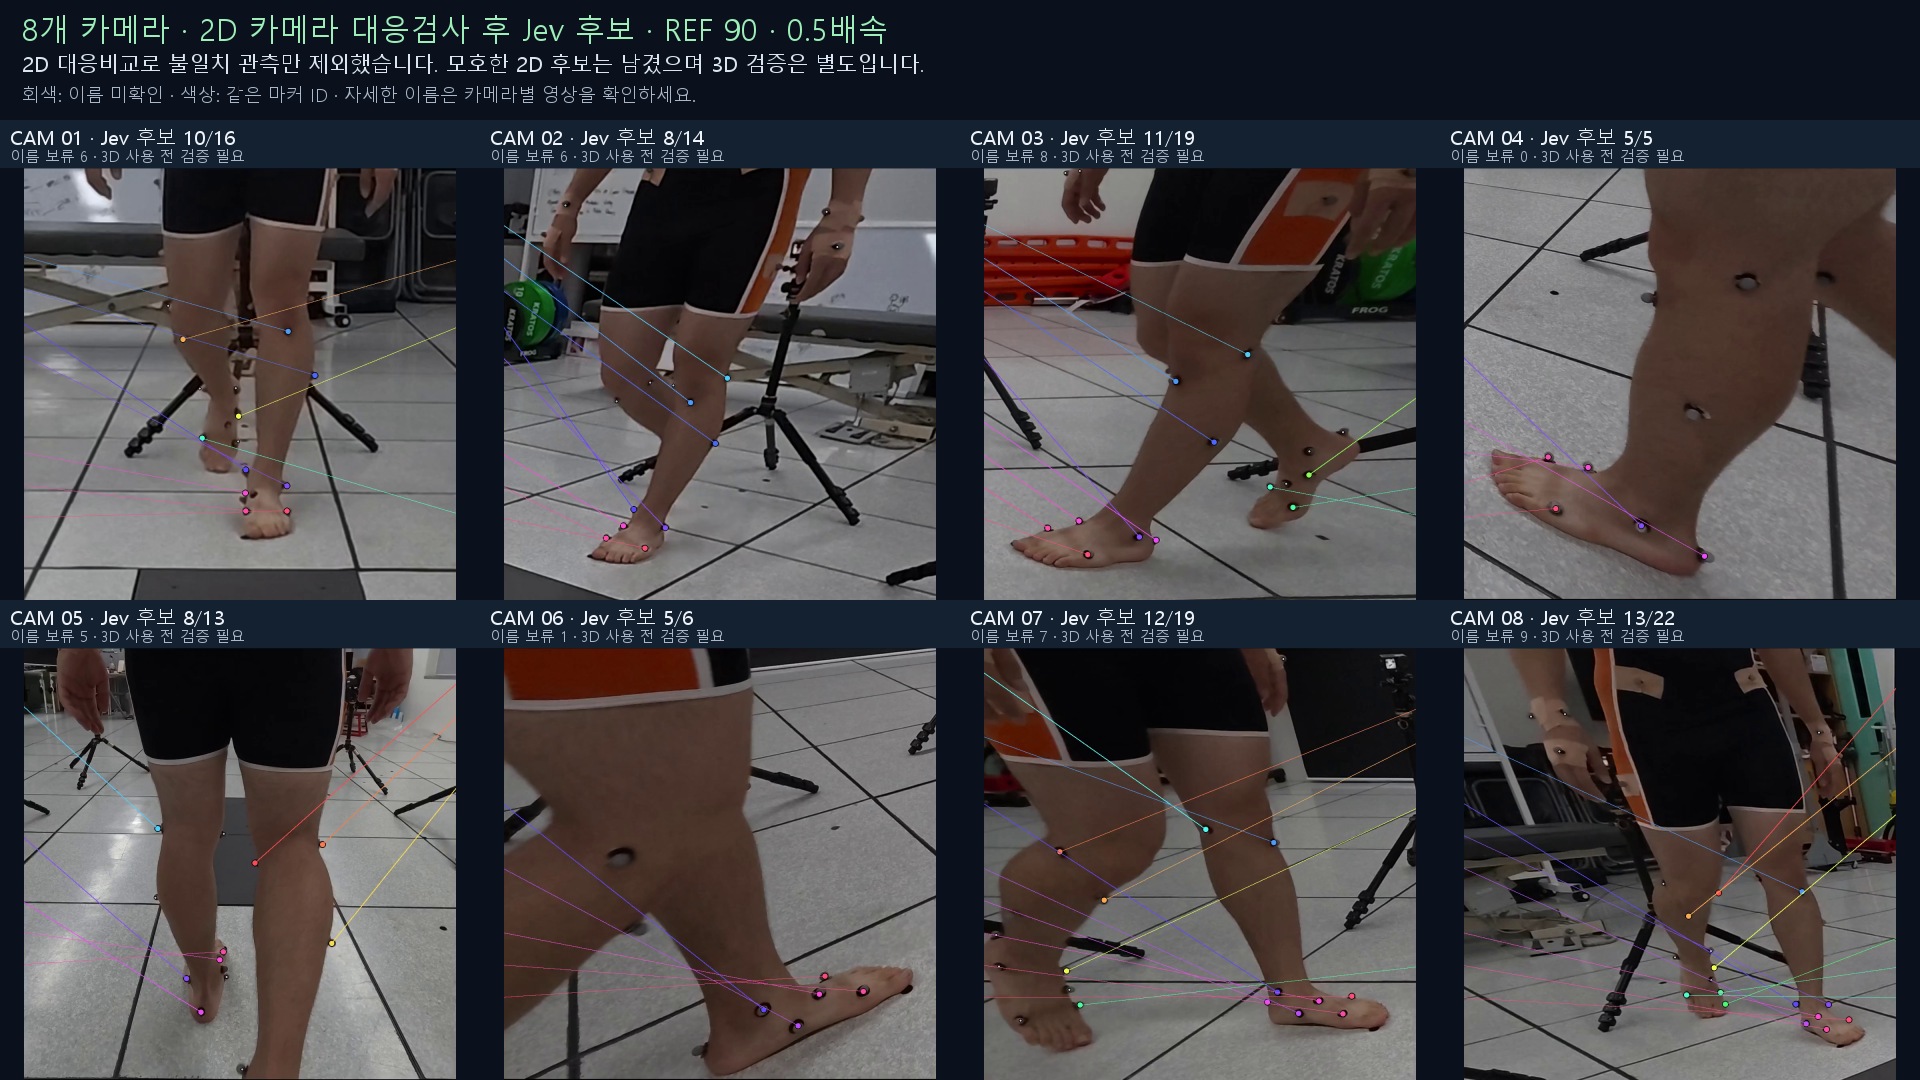 8개 카메라 · 2D 카메라 대응검사 후 Jev 후보 · REF 90 · 0.5배속
2D 대응비교로 불일치 관측만 제외했습니다. 모호한 2D 후보는 남겼으며 3D 검증은 별도입니다.
회색: 이름 미확인 · 색상: 같은 마커 ID · 자세한 이름은 카메라별 영상을 확인하세요.
CAM 01 · Jev 후보 10/16
이름 보류 6 · 3D 사용 전 검증 필요
CAM 02 · Jev 후보 8/14
이름 보류 6 · 3D 사용 전 검증 필요
KRATOS
10
KRATOS
FROG
CAM 03 · Jev 후보 11/19
이름 보류 8 · 3D 사용 전 검증 필요
KRATOS
FROG
CAM 04 · Jev 후보 5/5
이름 보류 0 · 3D 사용 전 검증 필요
CAM 05 · Jev 후보 8/13
이름 보류 5 · 3D 사용 전 검증 필요
CAM 06 · Jev 후보 5/6
이름 보류 1 · 3D 사용 전 검증 필요
CAM 07 · Jev 후보 12/19
이름 보류 7 · 3D 사용 전 검증 필요
CAM 08 · Jev 후보 13/22
이름 보류 9 · 3D 사용 전 검증 필요